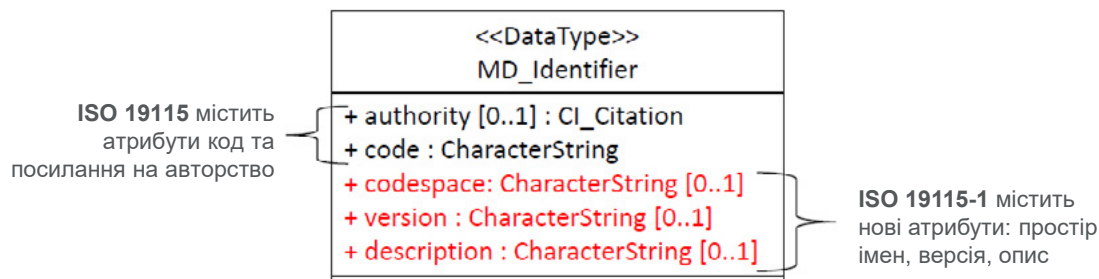 <<DataType>>
MD_Identifier
ISO 19115 містить
атрибути код та
посилання на авторство
+ authority [0..1] : CI_Citation
+ code : CharacterString
+ codespace: CharacterString [0..1]
+ version : CharacterString [0..1]
+ description : CharacterString [0..1]
ISO 19115-1 містить
нові атрибути: простір
імен, версія, опис